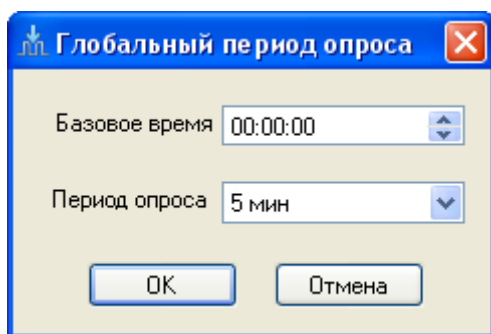 Глобальный период опроса
Базовое время 00:00:00
Период опроса 5 мин
OK Отмена